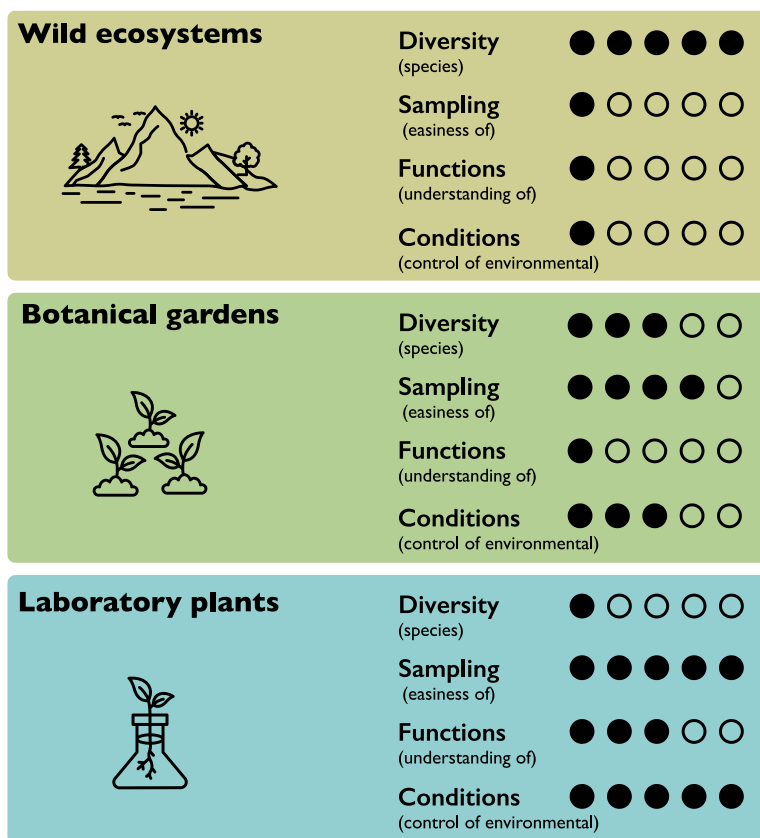 Wild ecosystems
Diversity
(species)
Sampling
(easiness of)
Functions
(understanding of)
Conditions
(control of environmental)
Botanical gardens
Diversity
(species)
Sampling
(easiness of)
Functions
(understanding of)
Conditions
(control of environmental)
Laboratory plants
Diversity
(species)
Sampling
(easiness of)
Functions
(understanding of)
Conditions
(control of environmental)